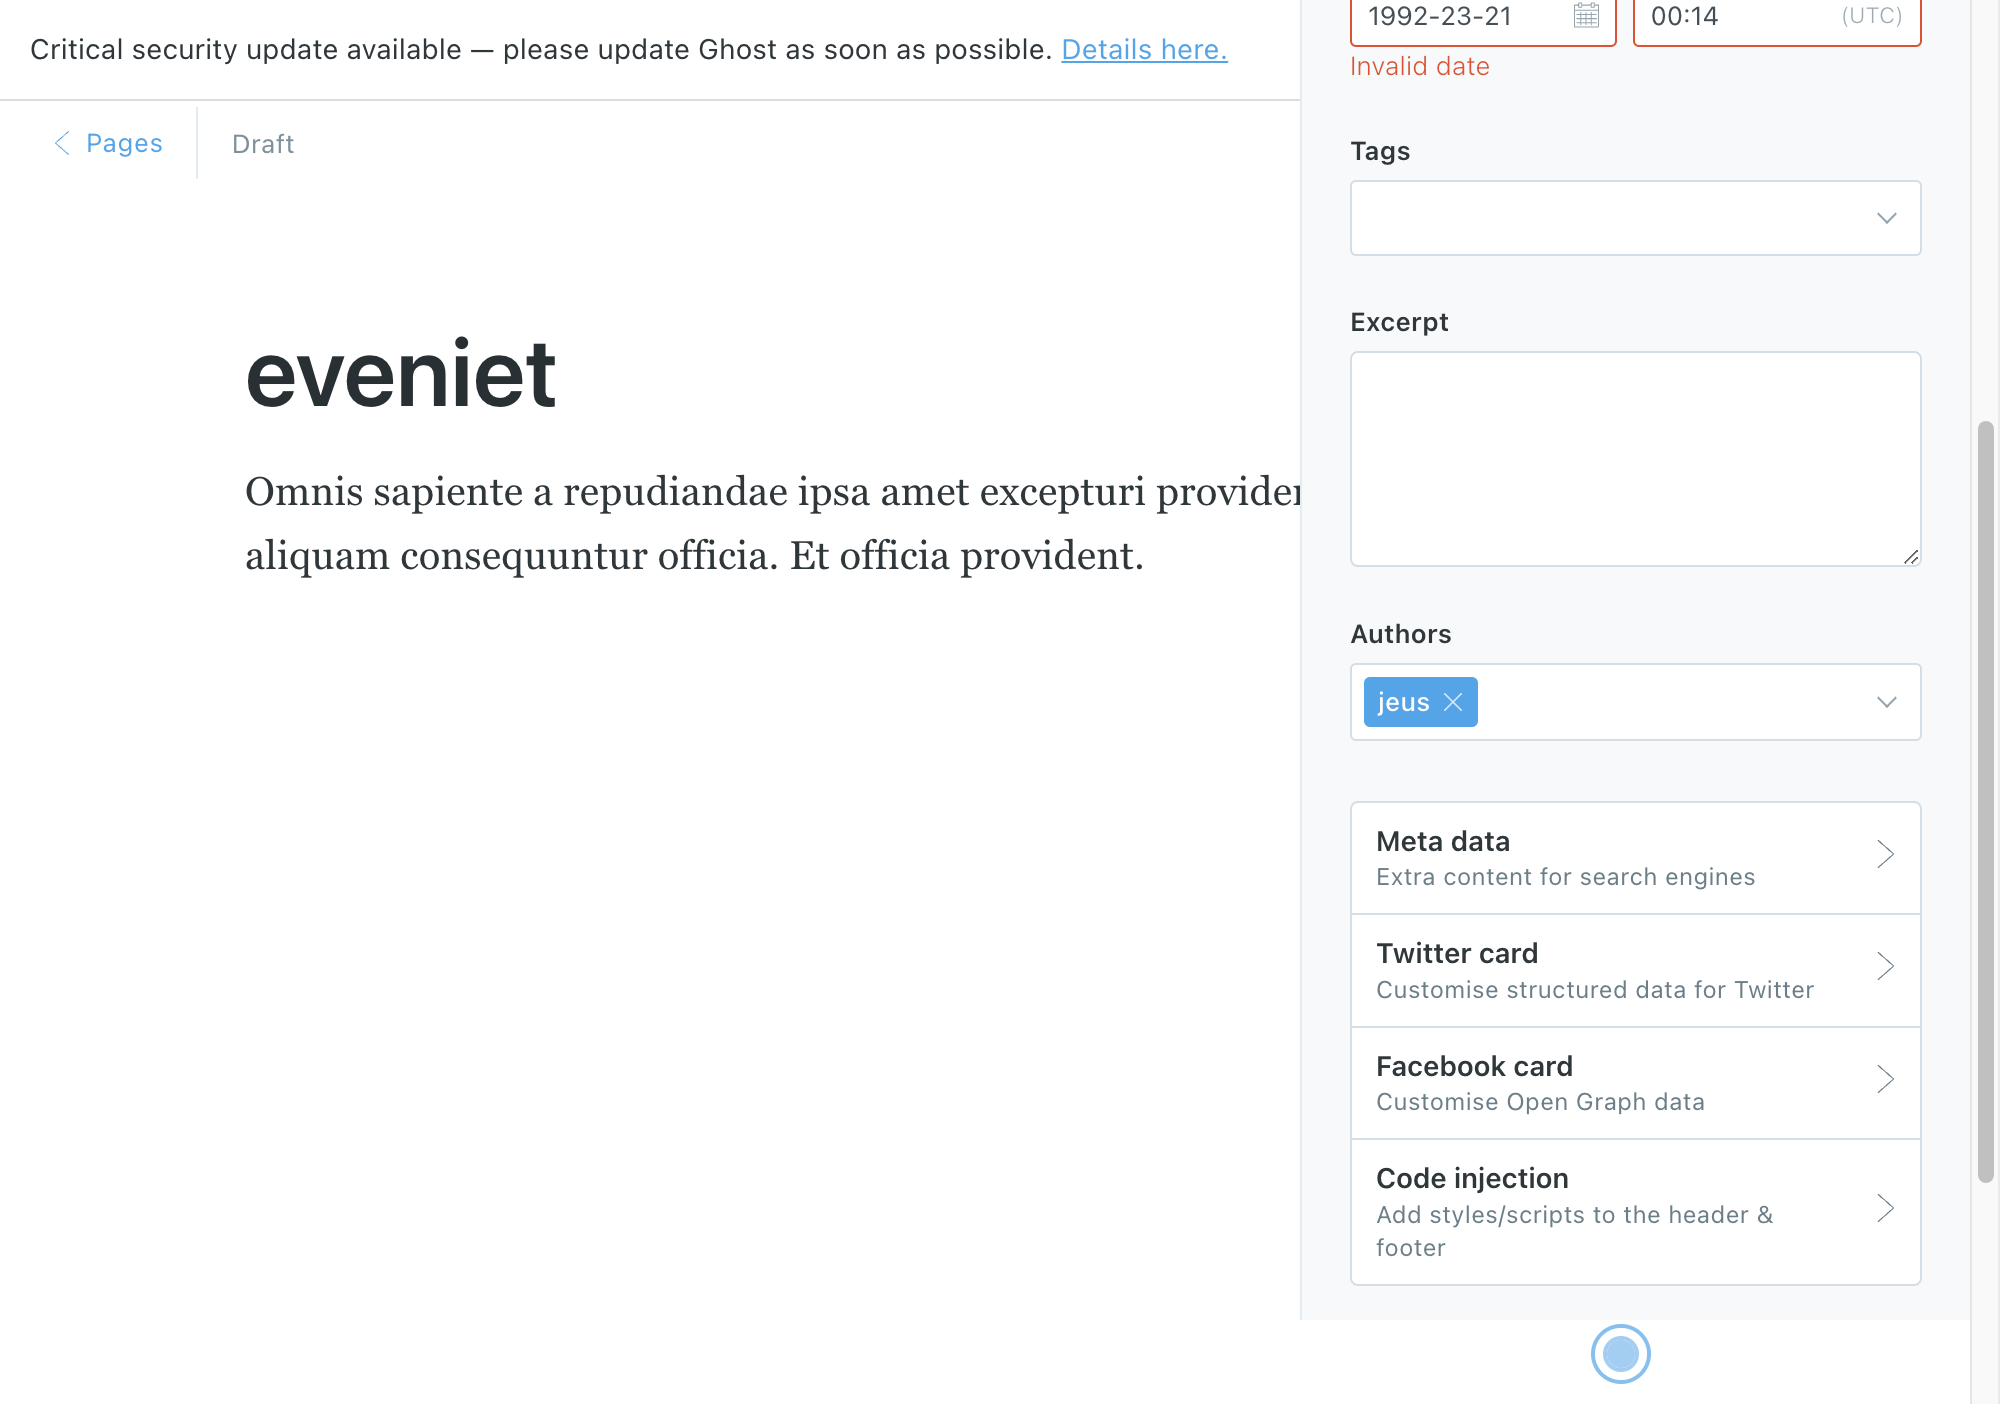 Critical security update available — please update Ghost as soon as possible. Details here.
Pages
Draft
eveniet
Omnis sapiente a repudiandae ipsa amet excepturi
aliquam consequuntur officia. Et officia provident.
1992-23-21
00:14 (UTC)
Invalid date
Tags
Excerpt
Authors
jeus
Meta data
Extra content for search engines
Twitter card
Customise structured data for Twitter
Facebook card
Customise Open Graph data
Code injection
Add styles/scripts to the header &
footer